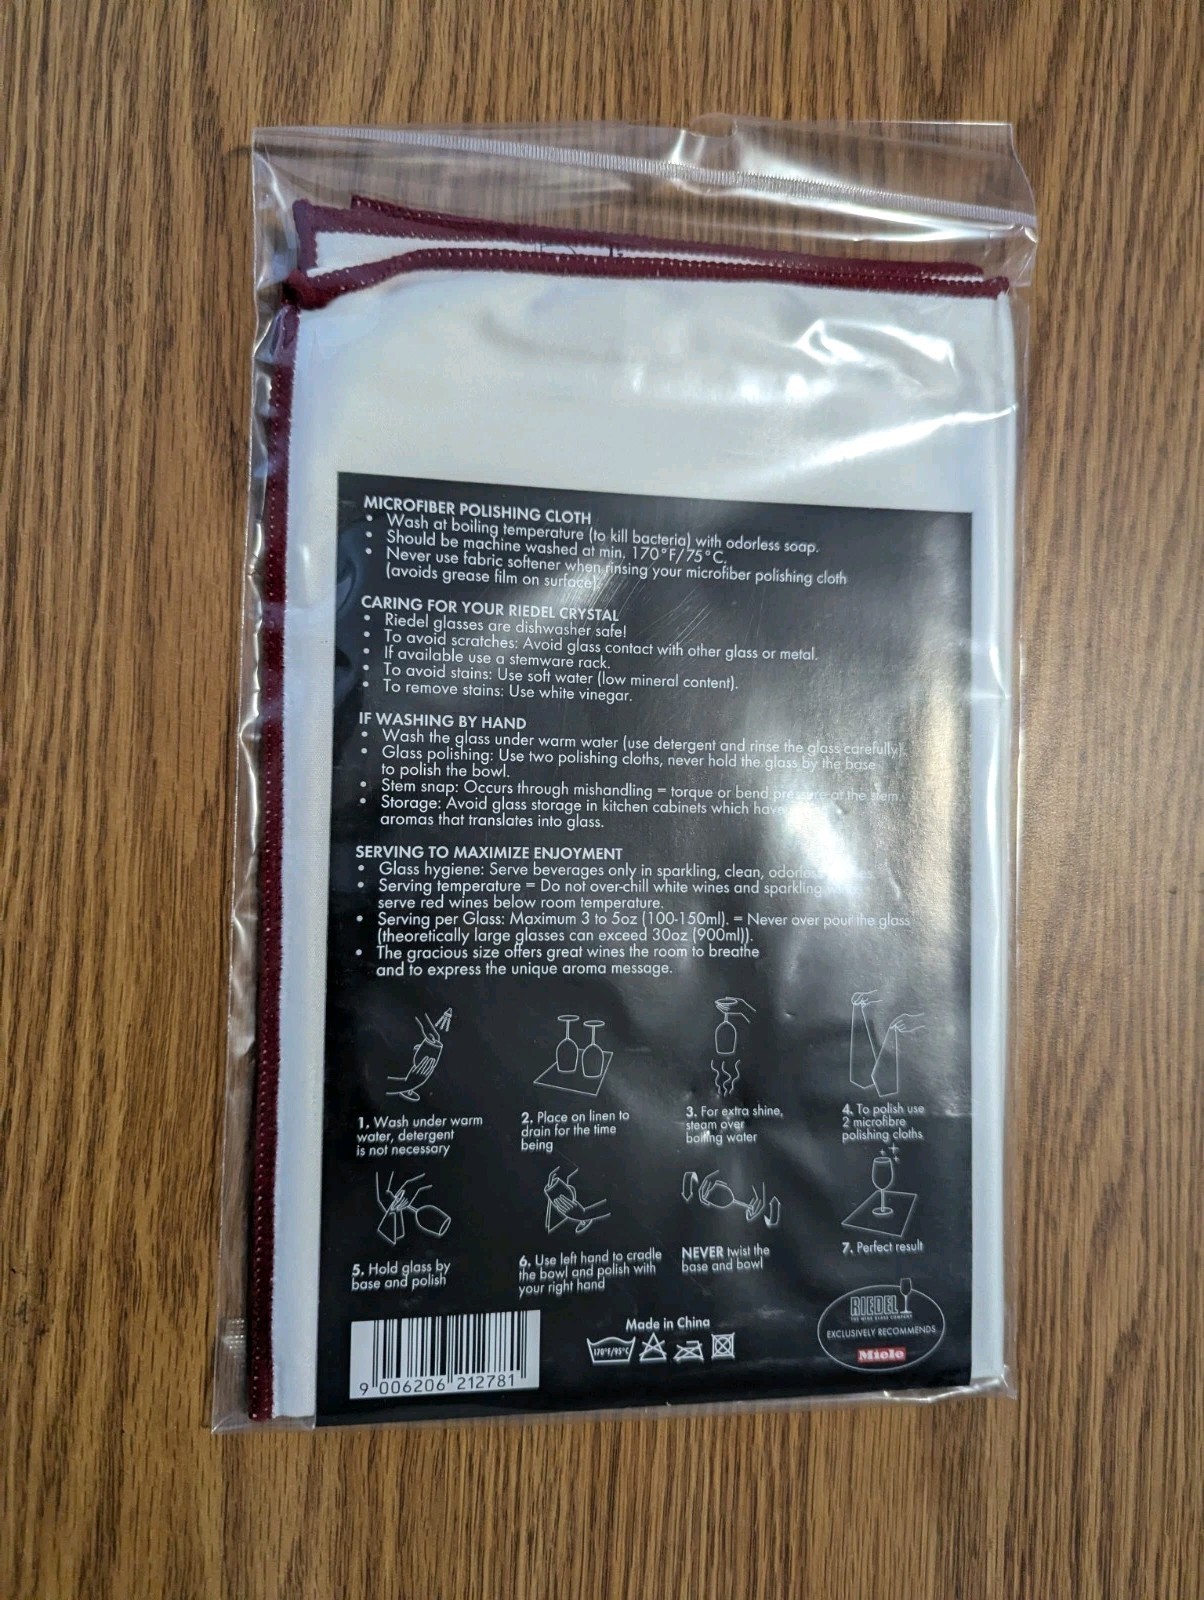 MICROFIBER POLISHING CLOTH
• Wash at boiling temperature (to kill bacteria) with odorless soap.
• Should be machine washed at min. 170°F/75°C.
• Never use fabric softener when rinsing your microfiber polishing cloth
(avoids grease film on surface).
CARING FOR YOUR RIEDEL CRYSTAL
• Riedel glasses are dishwasher safe!
• To avoid scratches: Avoid glass contact with other glass or metal.
• If available use a stemware rack.
• To avoid stains: Use soft water (low mineral content).
• To remove stains: Use white vinegar.
IF WASHING BY HAND
• Wash the glass under warm water (use detergent and rinse the glass carefully).
• Glass polishing: Use two polishing cloths, never hold the glass by the base
to polish the bowl.
• Stem snap: Occurs through mishandling = torque or bend pressure at the stem.
• Storage: Avoid glass storage in kitchen cabinets which have
aromas that translates into glass.
SERVING TO MAXIMIZE ENJOYMENT
• Glass hygiene: Serve beverages only in sparkling, clean, odorless
• Serving temperature = Do not over-chill white wines and sparkling
serve red wines below room temperature.
• Serving per Glass: Maximum 3 to 5oz (100-150ml). = Never over pour the glass
(theoretically large glasses can exceed 30oz (900ml)).
• The gracious size offers great wines the room to breathe
and to express the unique aroma message.
1. Wash under warm
water, detergent
is not necessary
2. Place on linen to
drain for the time
being
3. For extra shine,
steam over
boiling water
4. To polish use
2 microfibre
polishing cloths
5. Hold glass by
base and polish
6. Use left hand to cradle
the bowl and polish with
your right hand
NEVER twist the
base and bowl
7. Perfect result
Made in China
170°F/95°C
9 006206 212781
RIEDEL
THE WINE GLASS COMPANY
EXCLUSIVELY RECOMMENDS
Miele